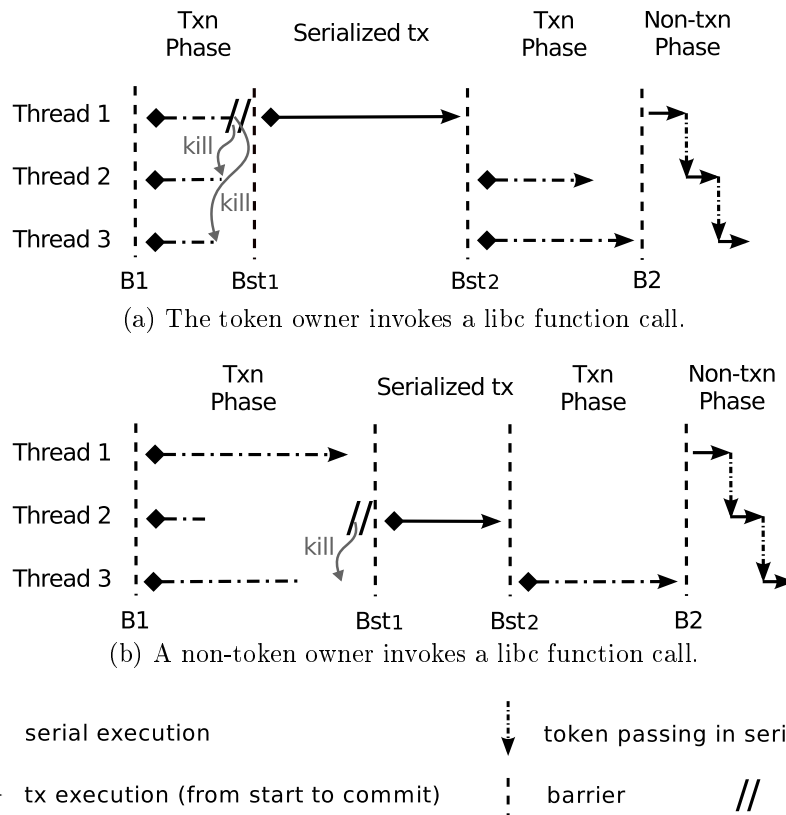 Txn Phase
Serialized tx
Txn Phase
Non-txn Phase
Thread 1
kill
Thread 2
kill
Thread 3
B1
Bst1
Bst2
B2
(a) The token owner invokes a libc function call.
Txn Phase
Serialized tx
Txn Phase
Non-txn Phase
Thread 1
Thread 2
kill
Thread 3
B1
Bst1
Bst2
B2
(b) A non-token owner invokes a libc function call.
serial execution
token passing in seri
tx execution (from start to commit)
barrier